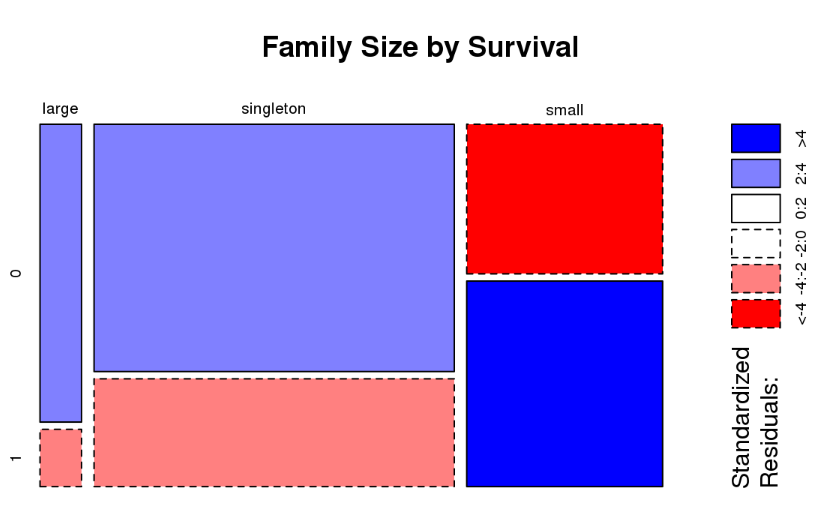 Family Size by Survival
large
singleton
small
0
1
>4
2:4
0:2
-2:0
-4:-2
<-4
Standardized
Residuals: